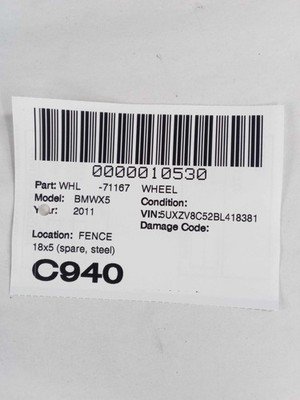 0000010530
Part: WHL -71167 WHEEL
Model: BMWX5 Condition:
Year: 2011 VIN:5UXZV8C52BL418381
Damage Code:
Location: FENCE
18x5 (spare, steel)
C940